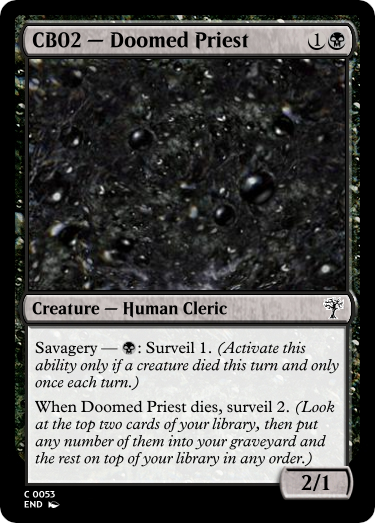 CB02 — Doomed Priest 1
Creature — Human Cleric
Savagery — : Surveil 1. (Activate this
ability only if a creature died this turn and only
once each turn.)
When Doomed Priest dies, surveil 2. (Look
at the top two cards of your library, then put
any number of them into your graveyard and
the rest on top of your library in any order.)
2/1
C 0053
END